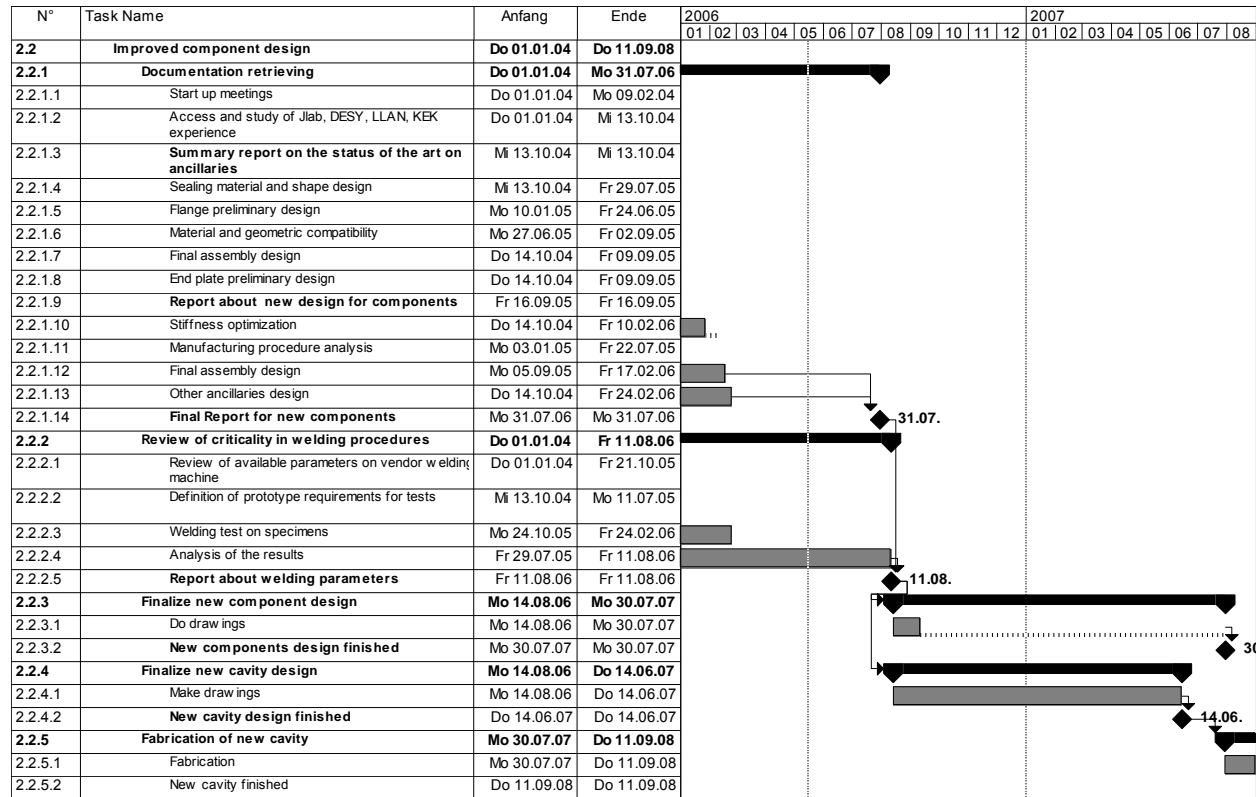 N° Task Name Anfang Ende 2006 2007
01 02 03 04 05 06 07 08 09 10 11 12 01 02 03 04 05 06 07 08
2.2 Improved component design Do 01.01.04 Do 11.09.08
2.2.1 Documentation retrieving Do 01.01.04 Mo 31.07.06
2.2.1.1 Start up meetings Do 01.01.04 Mo 09.02.04
2.2.1.2 Access and study of Jlab, DESY, LLAN, KEK Do 01.01.04 Mi 13.10.04
experience
2.2.1.3 Summary report on the status of the art on Mi 13.10.04 Mi 13.10.04
ancillaries
2.2.1.4 Sealing material and shape design Mi 13.10.04 Fr 29.07.05
2.2.1.5 Flange preliminary design Mo 10.01.05 Fr 24.06.05
2.2.1.6 Material and geometric compatibility Mo 27.06.05 Fr 02.09.05
2.2.1.7 Final assembly design Do 14.10.04 Fr 09.09.05
2.2.1.8 End plate preliminary design Do 14.10.04 Fr 09.09.05
2.2.1.9 Report about new design for components Fr 16.09.05 Fr 16.09.05
2.2.1.10 Stiffness optimization Do 14.10.04 Fr 10.02.06
2.2.1.11 Manufacturing procedure analysis Mo 03.01.05 Fr 22.07.05
2.2.1.12 Final assembly design Mo 05.09.05 Fr 17.02.06
2.2.1.13 Other ancillaries design Do 14.10.04 Fr 24.02.06
2.2.1.14 Final Report for new components Mo 31.07.06 Mo 31.07.06 31.07.
2.2.2 Review of criticality in welding procedures Do 01.01.04 Fr 11.08.06
2.2.2.1 Review of available parameters on vendor welding Do 01.01.04 Fr 21.10.05
machine
2.2.2.2 Definition of prototype requirements for tests Mi 13.10.04 Mo 11.07.05
2.2.2.3 Welding test on specimens Mo 24.10.05 Fr 24.02.06
2.2.2.4 Analysis of the results Fr 29.07.05 Fr 11.08.06
2.2.2.5 Report about welding parameters Fr 11.08.06 Fr 11.08.06 11.08.
2.2.3 Finalize new component design Mo 14.08.06 Mo 30.07.07
2.2.3.1 Do drawings Mo 14.08.06 Mo 30.07.07
2.2.3.2 New components design finished Mo 30.07.07 Mo 30.07.07 30
2.2.4 Finalize new cavity design Mo 14.08.06 Do 14.06.07
2.2.4.1 Make drawings Mo 14.08.06 Do 14.06.07
2.2.4.2 New cavity design finished Do 14.06.07 Do 14.06.07 14.06.
2.2.5 Fabrication of new cavity Mo 30.07.07 Do 11.09.08
2.2.5.1 Fabrication Mo 30.07.07 Do 11.09.08
2.2.5.2 New cavity finished Do 11.09.08 Do 11.09.08